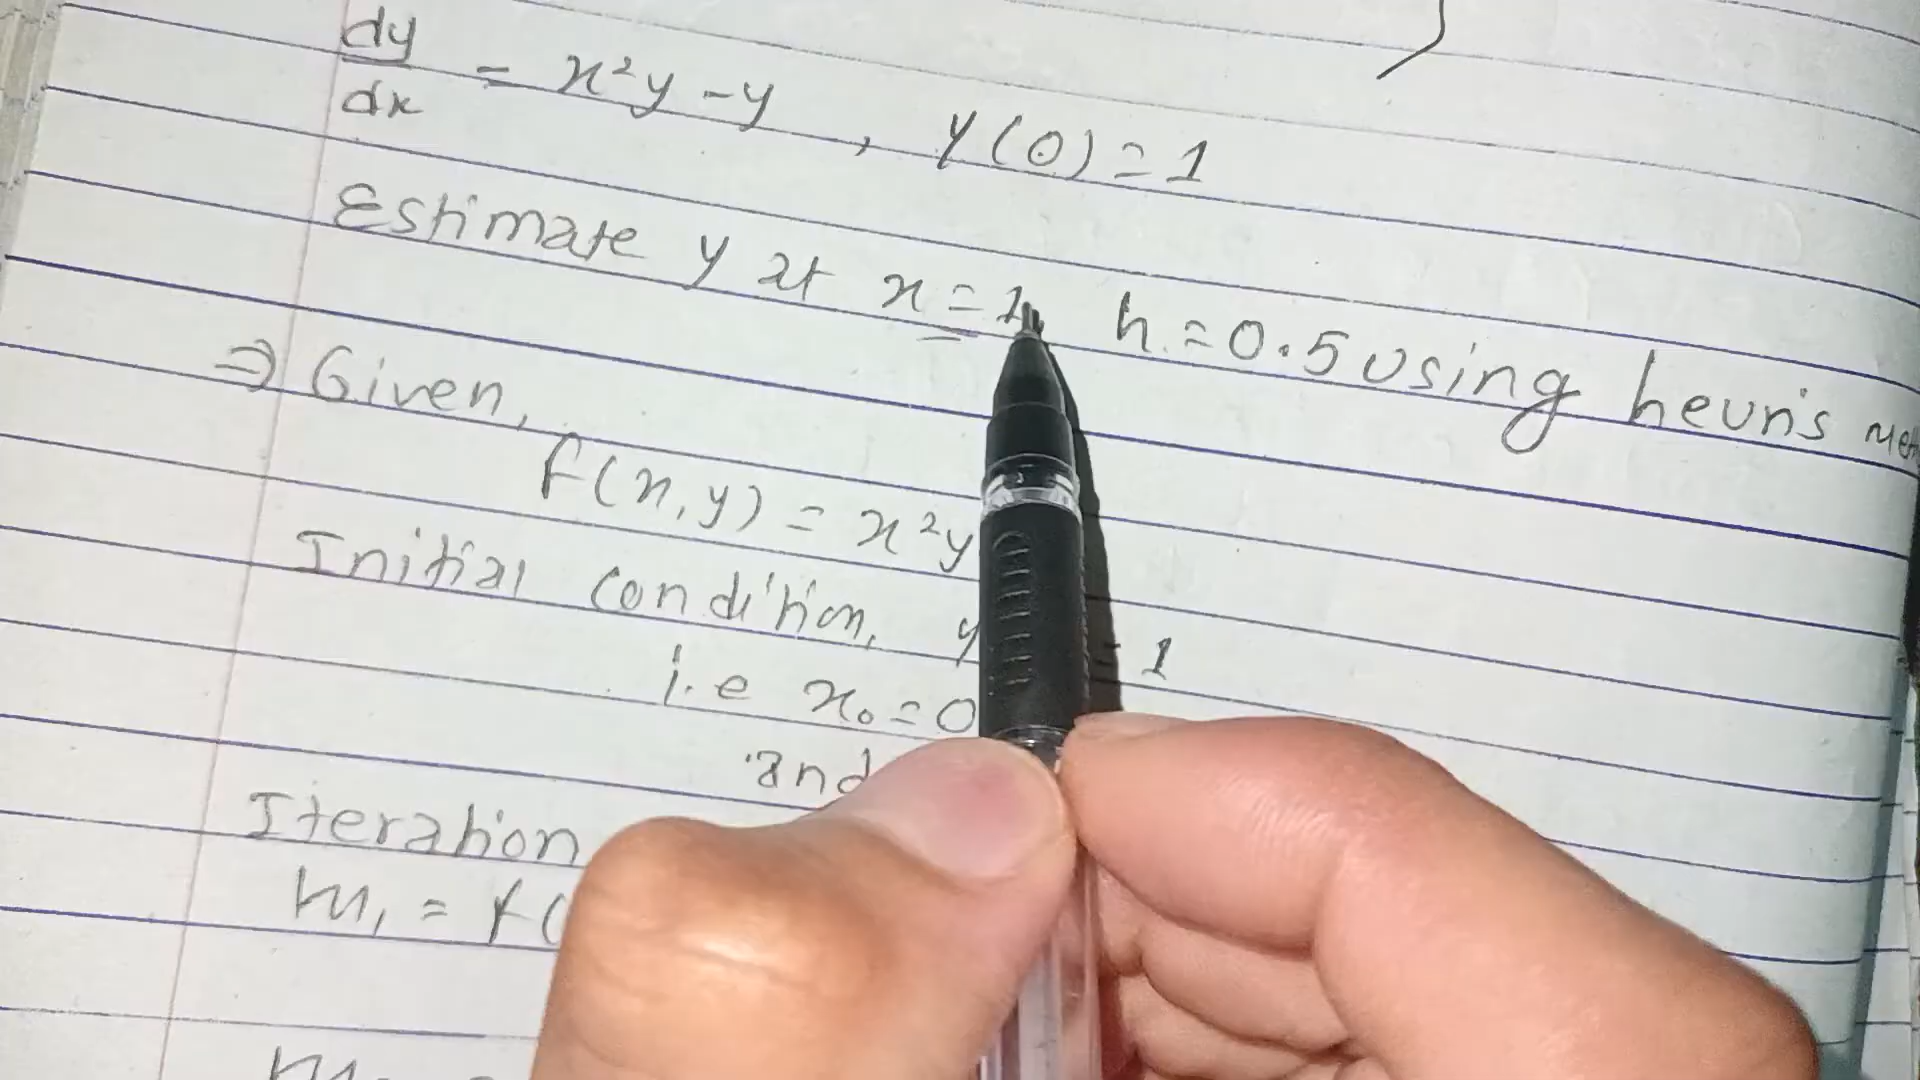 dy/dx = x²y - y , y(0) = 1
Estimate y at x = 1, h = 0.5 using heun's
⇒ Given,
f(x,y) = x²y
Initial condition, y = 1
i.e x₀ = 0
and
Iteration
m₁ = f(